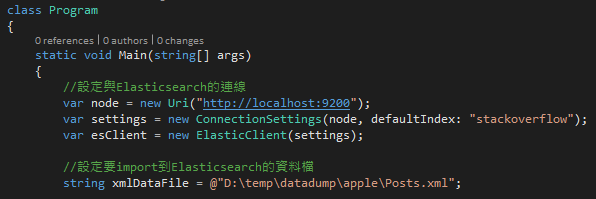 class Program
{
0 references | 0 authors | 0 changes
static void Main(string[] args)
{
//設定與Elasticsearch的連線
var node = new Uri("http://localhost:9200");
var settings = new ConnectionSettings(node, defaultIndex: "stackoverflow");
var esClient = new ElasticClient(settings);
//設定要import到Elasticsearch的資料檔
string xmlDataFile = @"D:\temp\datadump\apple\Posts.xml";